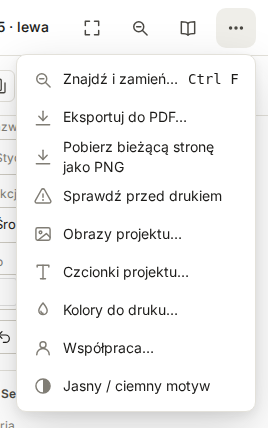 5 · lewa
Znajdź i zamień... Ctrl F
Eksportuj do PDF...
Pobierz bieżącą stronę
jako PNG
Sprawdź przed drukiem
Obrazy projektu...
Czcionki projektu...
Kolory do druku...
Współpraca...
Jasny / ciemny motyw